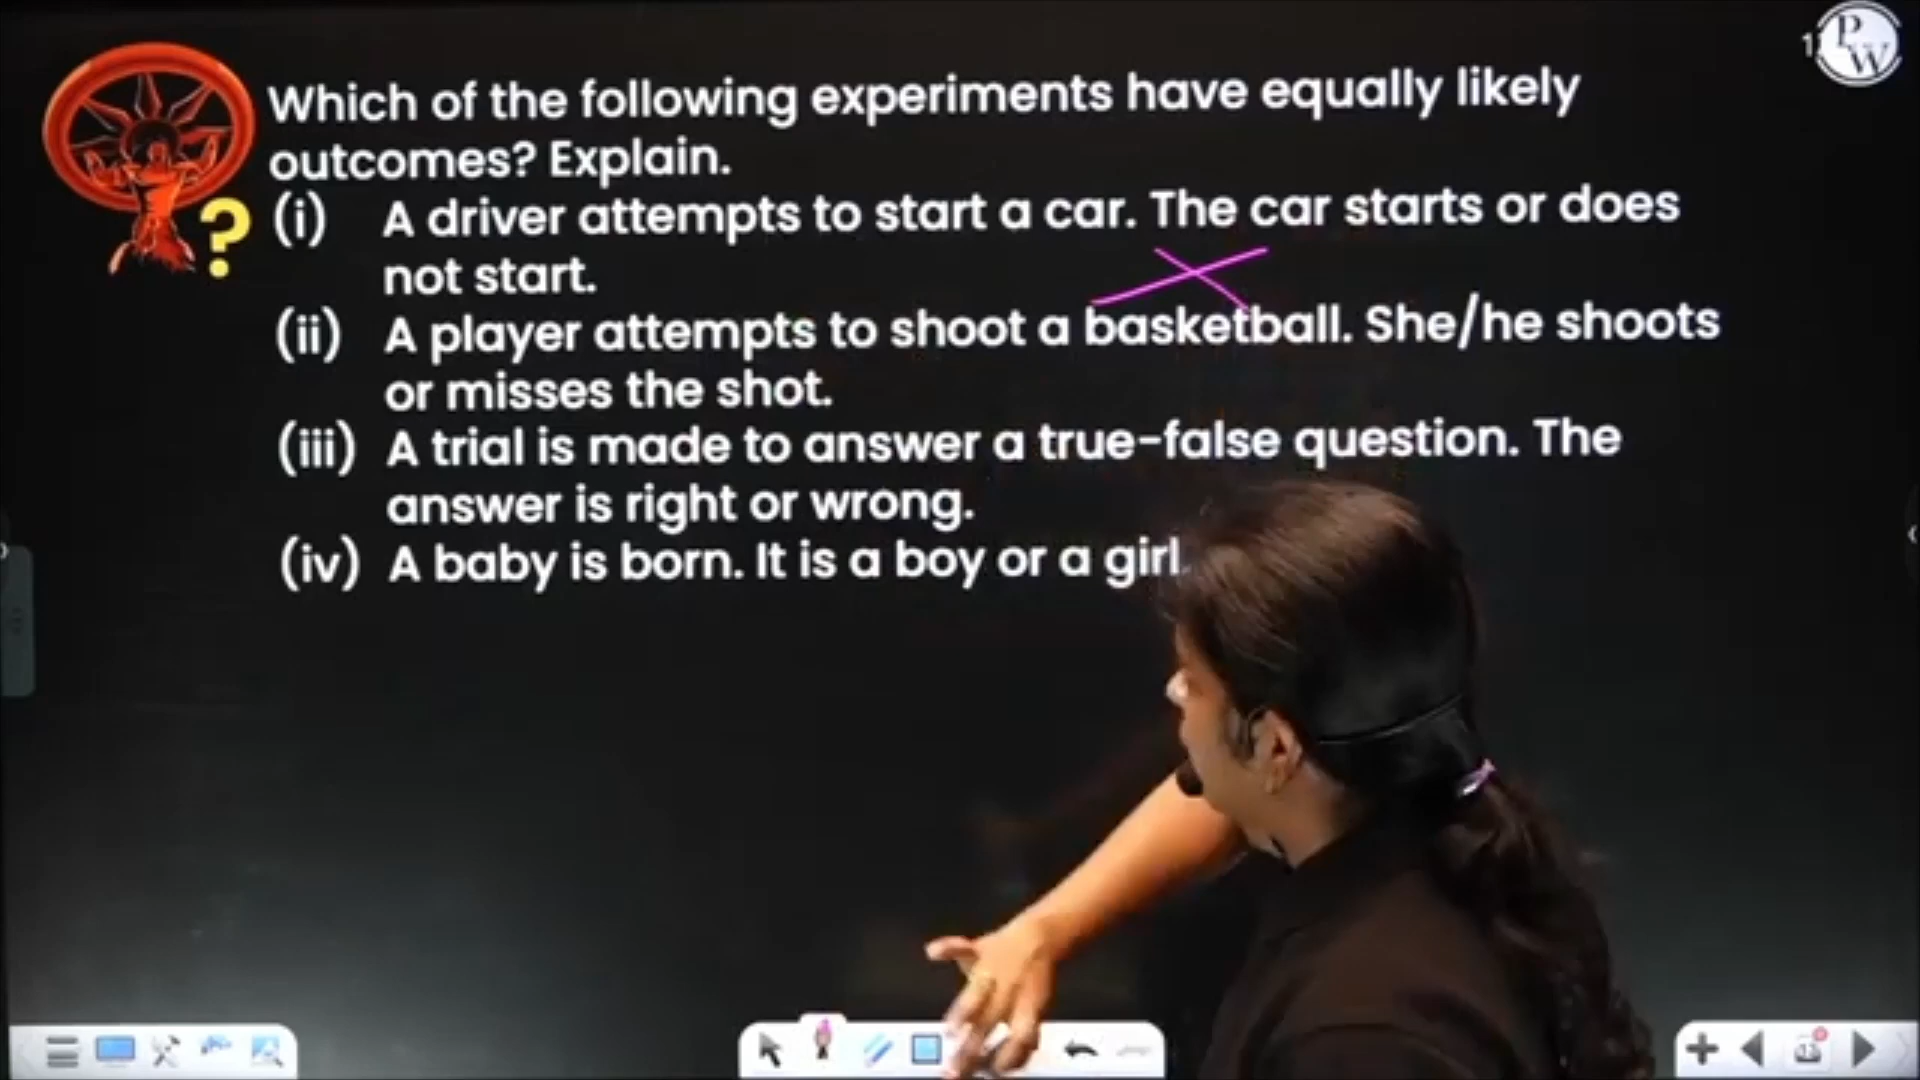 Which of the following experiments have equally likely
outcomes? Explain.
(i) A driver attempts to start a car. The car starts or does
not start.
(ii) A player attempts to shoot a basketball. She/he shoots
or misses the shot.
(iii) A trial is made to answer a true-false question. The
answer is right or wrong.
(iv) A baby is born. It is a boy or a girl.
?
PW
13